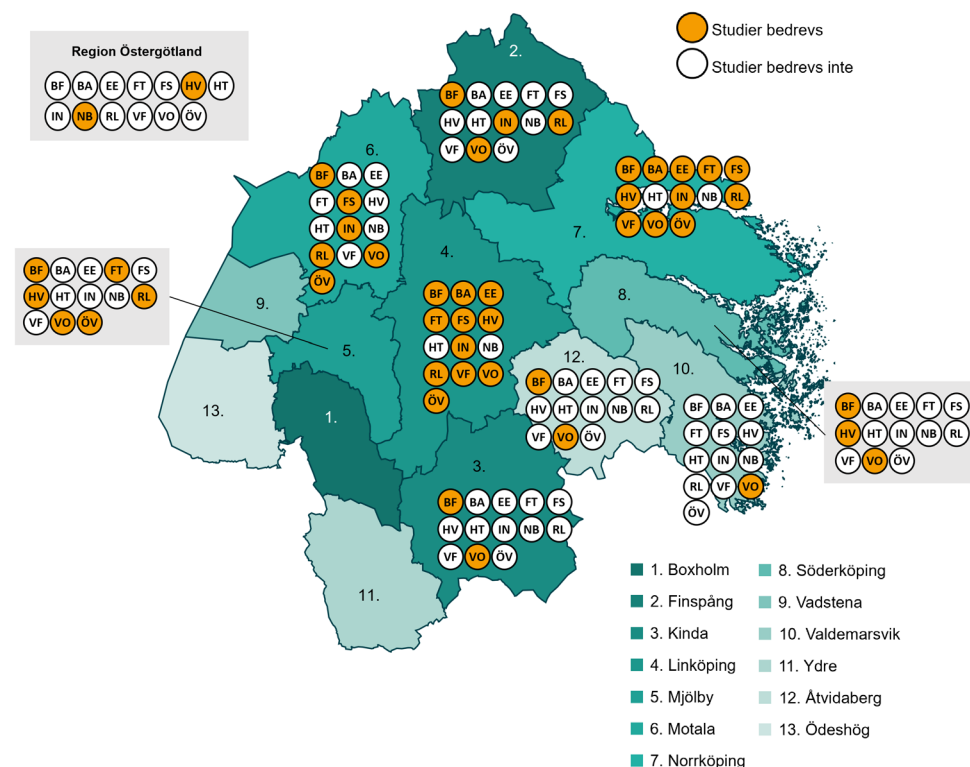 Region Östergötland
BF BA EE FT FS HV HT
IN NB RL VF VO ÖV
Studier bedrevs
Studier bedrevs inte
2.
BF BA EE FT FS
HV HT IN NB RL
VF VO ÖV
6.
BF BA EE
FT FS HV
HT IN NB
RL VF VO
ÖV
7.
BF BA EE FT FS
HV HT IN NB RL
VF VO ÖV
BF BA EE FT FS
HV HT IN NB RL
VF VO ÖV
9.
5.
4.
BF BA EE
FT FS HV
HT IN NB
RL VF VO
ÖV
8.
BF BA EE FT FS
HV HT IN NB RL
VF VO ÖV
12.
BF BA EE FT FS
HV HT IN NB RL
VF VO ÖV
10.
BF BA EE
FT FS HV
HT IN NB
RL VF VO
ÖV
13.
1.
3.
BF BA EE FT FS
HV HT IN NB RL
VF VO ÖV
11.
1. Boxholm
2. Finspång
3. Kinda
4. Linköping
5. Mjölby
6. Motala
7. Norrköping
8. Söderköping
9. Vadstena
10. Valdemarsvik
11. Ydre
12. Åtvidaberg
13. Ödeshög